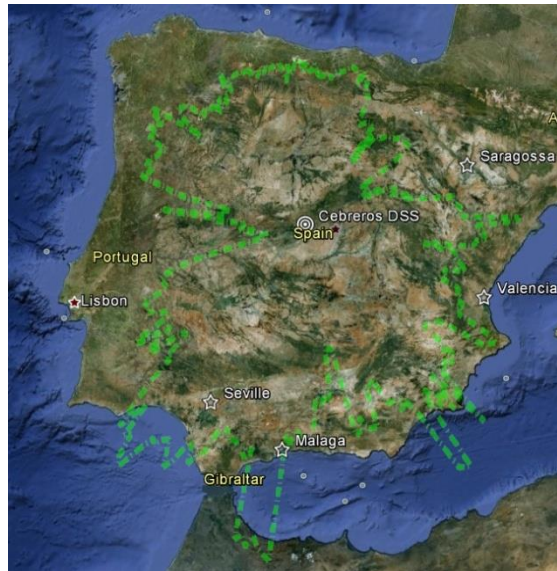 Saragossa
Cebreros DSS
Spain
Portugal
Valencia
Lisbon
Seville
Malaga
Gibraltar